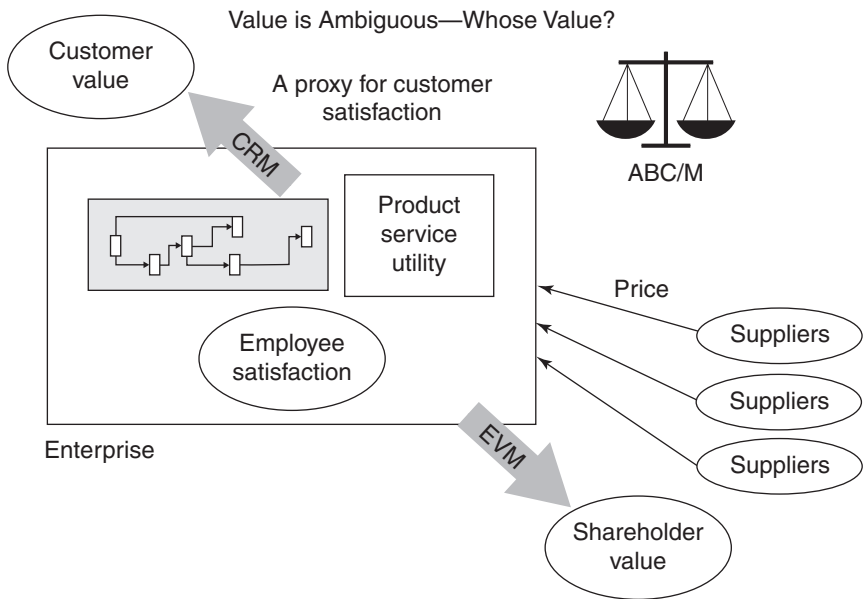 Value is Ambiguous—Whose Value?
Customer
value
A proxy for customer
satisfaction
CRM
ABC/M
Product
service
utility
Price
Suppliers
Employee
satisfaction
Suppliers
Enterprise
EVM
Suppliers
Shareholder
value